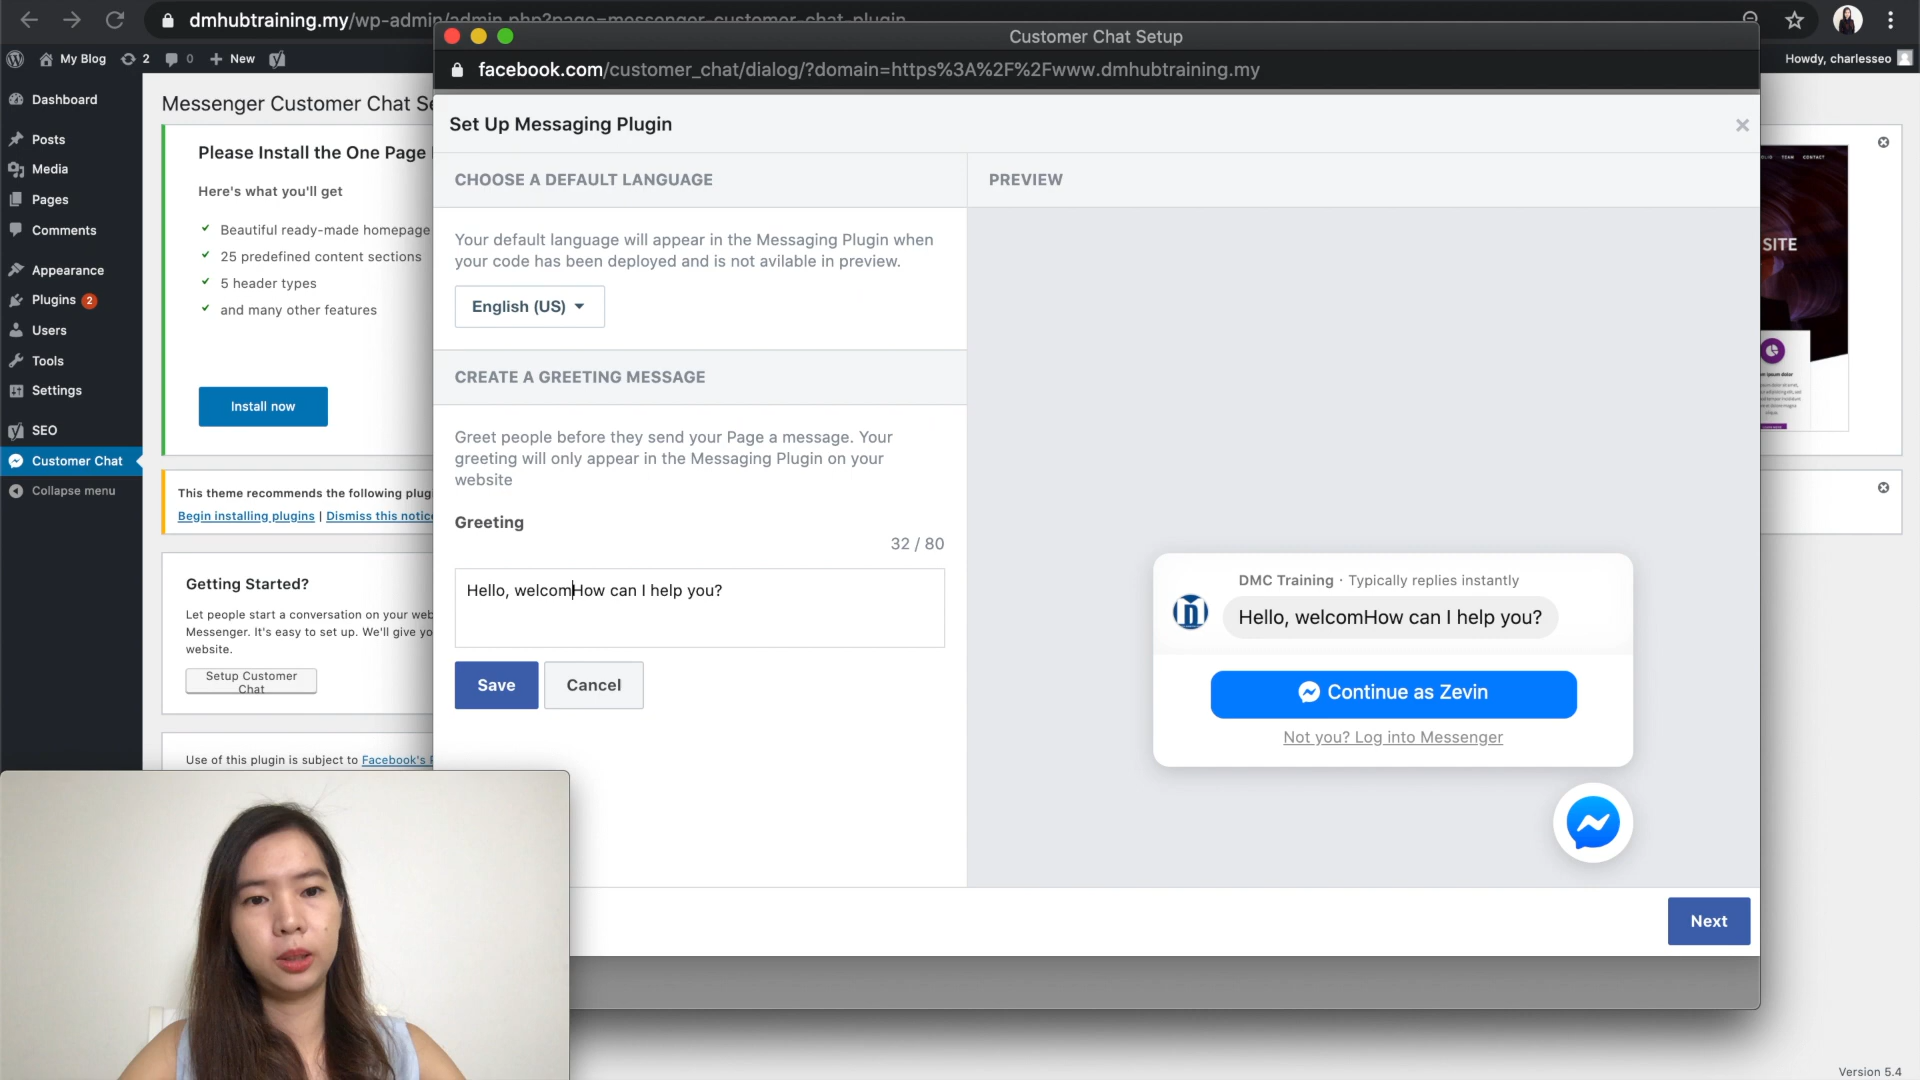 dmhubtraining.my/wp-admin/admin.php?page=messenger-customer-chat-plugin
My Blog
2
0
New
Howdy, charlesseo
Customer Chat Setup
facebook.com/customer_chat/dialog/?domain=https%3A%2F%2Fwww.dmhubtraining.my
Dashboard
Posts
Media
Pages
Comments
Appearance
Plugins 2
Users
Tools
Settings
SEO
Customer Chat
Collapse menu
Messenger Customer Chat Se
Please Install the One Page
Here's what you'll get
Beautiful ready-made homepage
25 predefined content sections
5 header types
and many other features
Install now
This theme recommends the following plug
Begin installing plugins | Dismiss this notice
Getting Started?
Let people start a conversation on your web
Messenger. It's easy to set up. We'll give yo
website.
Setup Customer
Chat
Use of this plugin is subject to Facebook's P
Set Up Messaging Plugin
CHOOSE A DEFAULT LANGUAGE
Your default language will appear in the Messaging Plugin when
your code has been deployed and is not avilable in preview.
English (US)
CREATE A GREETING MESSAGE
Greet people before they send your Page a message. Your
greeting will only appear in the Messaging Plugin on your
website
Greeting
32 / 80
Hello, welcomHow can I help you?
Save
Cancel
PREVIEW
DMC Training · Typically replies instantly
Hello, welcomHow can I help you?
Continue as Zevin
Not you? Log into Messenger
Next
TEAM CONTACT
SITE
Version 5.4